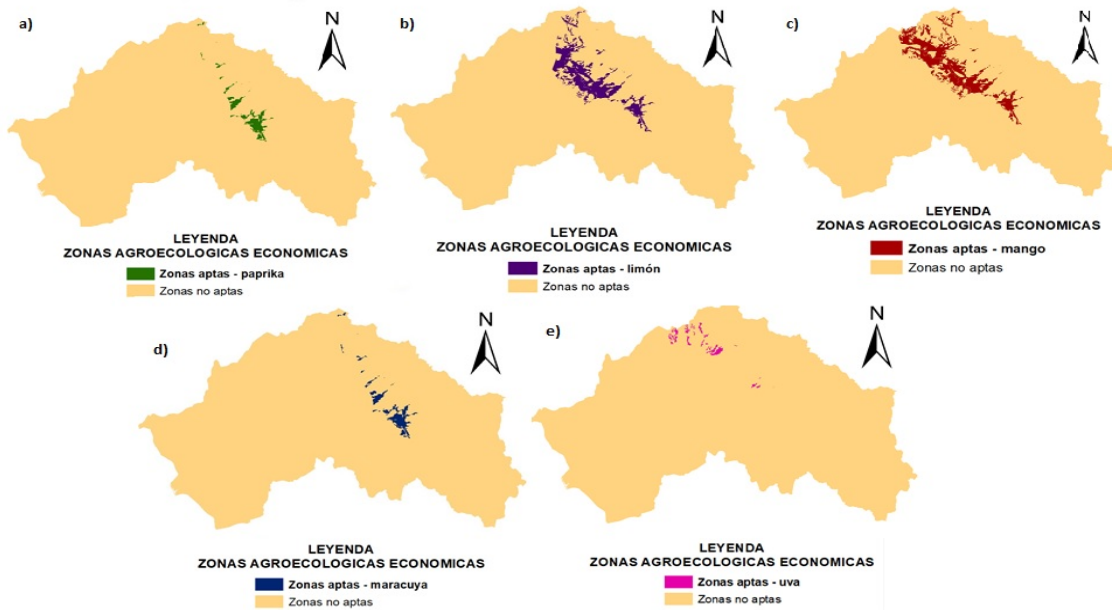 a)
N
LEYENDA
ZONAS AGROECOLOGICAS ECONOMICAS
Zonas aptas - paprika
Zonas no aptas
b)
N
LEYENDA
ZONAS AGROECOLOGICAS ECONOMICAS
Zonas aptas - limón
Zonas no aptas
c)
N
LEYENDA
ZONAS AGROECOLOGICAS ECONOMICAS
Zonas aptas - mango
Zonas no aptas
d)
N
LEYENDA
ZONAS AGROECOLOGICAS ECONOMICAS
Zonas aptas - maracuya
Zonas no aptas
e)
N
LEYENDA
ZONAS AGROECOLOGICAS ECONOMICAS
Zonas aptas - uva
Zonas no aptas